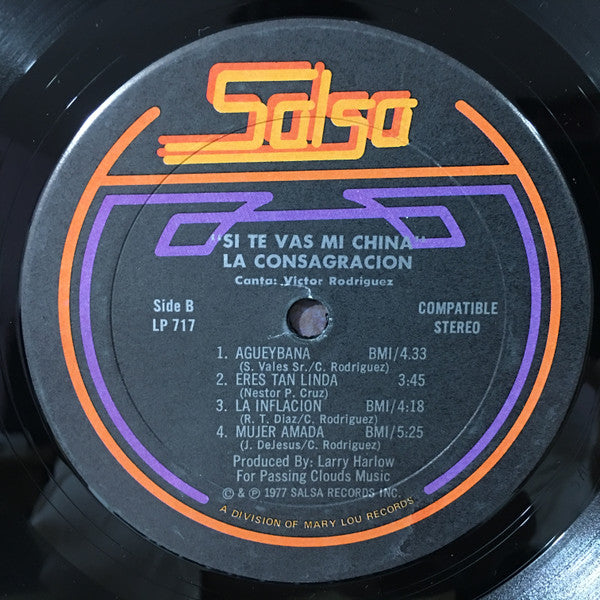 Salsa
"SI TE VAS MI CHINA"
LA CONSAGRACION
Canta: Victor Rodriguez
Side B
LP 717
COMPATIBLE
STEREO
1. AGUEYBANA BMI/4.33
(S. Vales Sr./C. Rodriguez)
2. ERES TAN LINDA 3:45
(Nestor P. Cruz)
3. LA INFLACION BMI/4:18
(R. T. Diaz/C. Rodriguez)
4. MUJER AMADA BMI/5:25
(J. DeJesus/C. Rodriguez)
Produced By: Larry Harlow
For Passing Clouds Music
© & ℗ 1977 SALSA RECORDS INC.
A DIVISION OF MARY LOU RECORDS